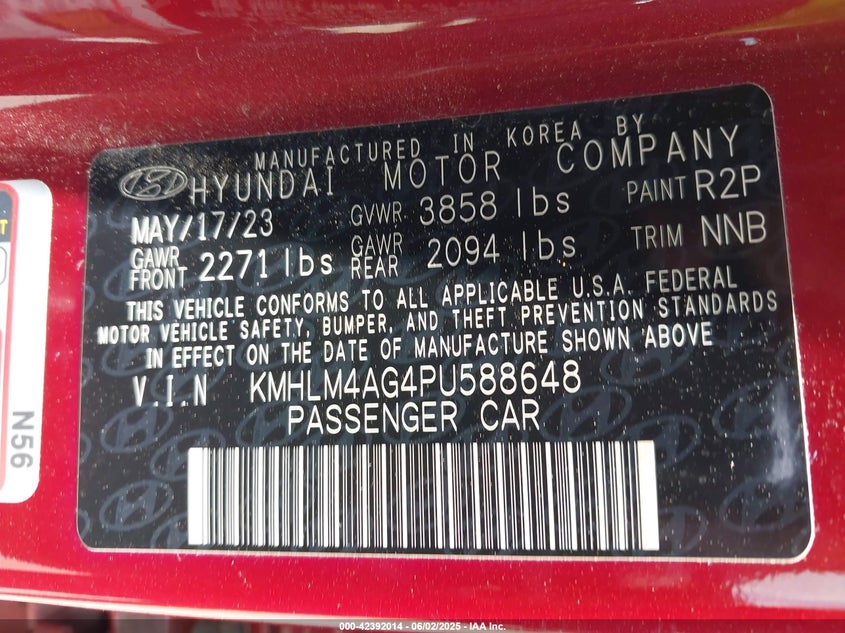 MANUFACTURED IN KOREA BY
HYUNDAI MOTOR COMPANY
MAY/17/23 GVWR 3858 lbs PAINT R2P
GAWR FRONT 2271 lbs GAWR REAR 2094 lbs TRIM NNB
THIS VEHICLE CONFORMS TO ALL APPLICABLE U.S.A. FEDERAL
MOTOR VEHICLE SAFETY, BUMPER, AND THEFT PREVENTION STANDARDS
IN EFFECT ON THE DATE OF MANUFACTURE SHOWN ABOVE
V.I.N KMHLM4AG4PU588648
PASSENGER CAR
N56
000-42392014 - 06/02/2025 - IAA Inc.